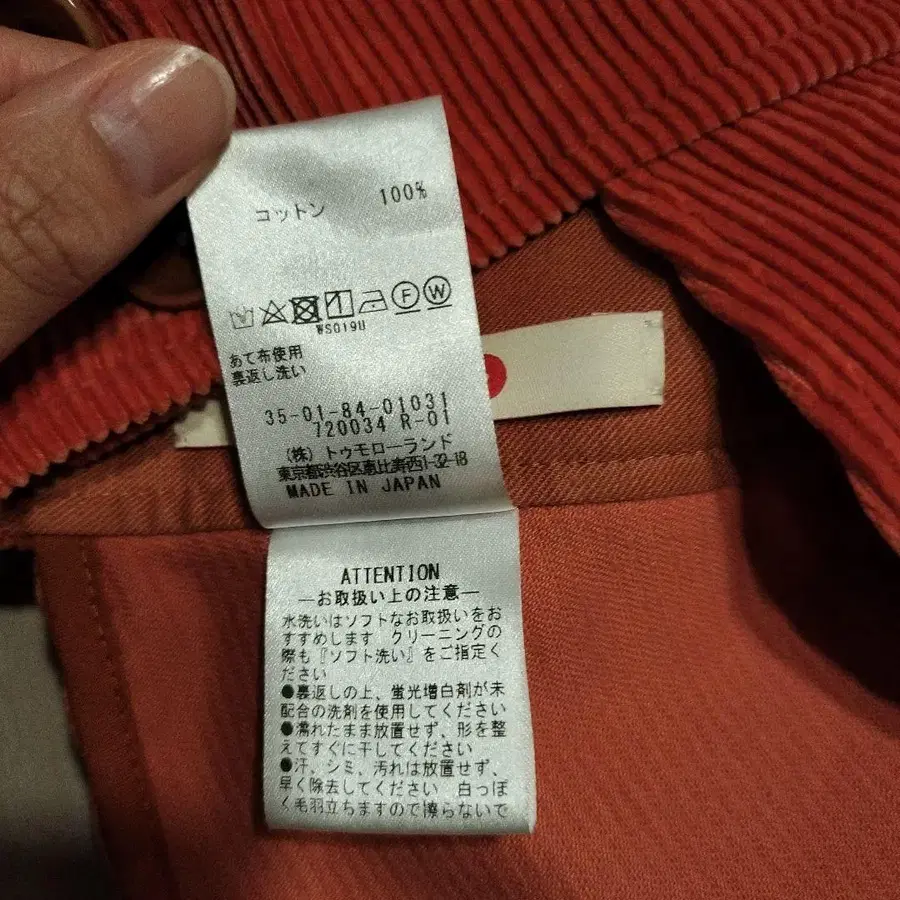 コットン 100%
F W
WS019U
あて布使用
裏返し洗い
35-01-84-01031
720034 R-01
(株) トゥモローランド
東京都渋谷区恵比寿西1-32-18
MADE IN JAPAN
ATTENTION
―お取扱い上の注意―
水洗いはソフトなお取扱いをお
すすめします クリーニングの
際も『ソフト洗い』をご指定く
ださい
●裏返しの上、蛍光増白剤が未
配合の洗剤を使用してください
●濡れたまま放置せず、形を整
えてすぐに干してください
●汗、シミ、汚れは放置せず、
早く除去してください 白っぽ
く毛羽立ちますので擦らないで